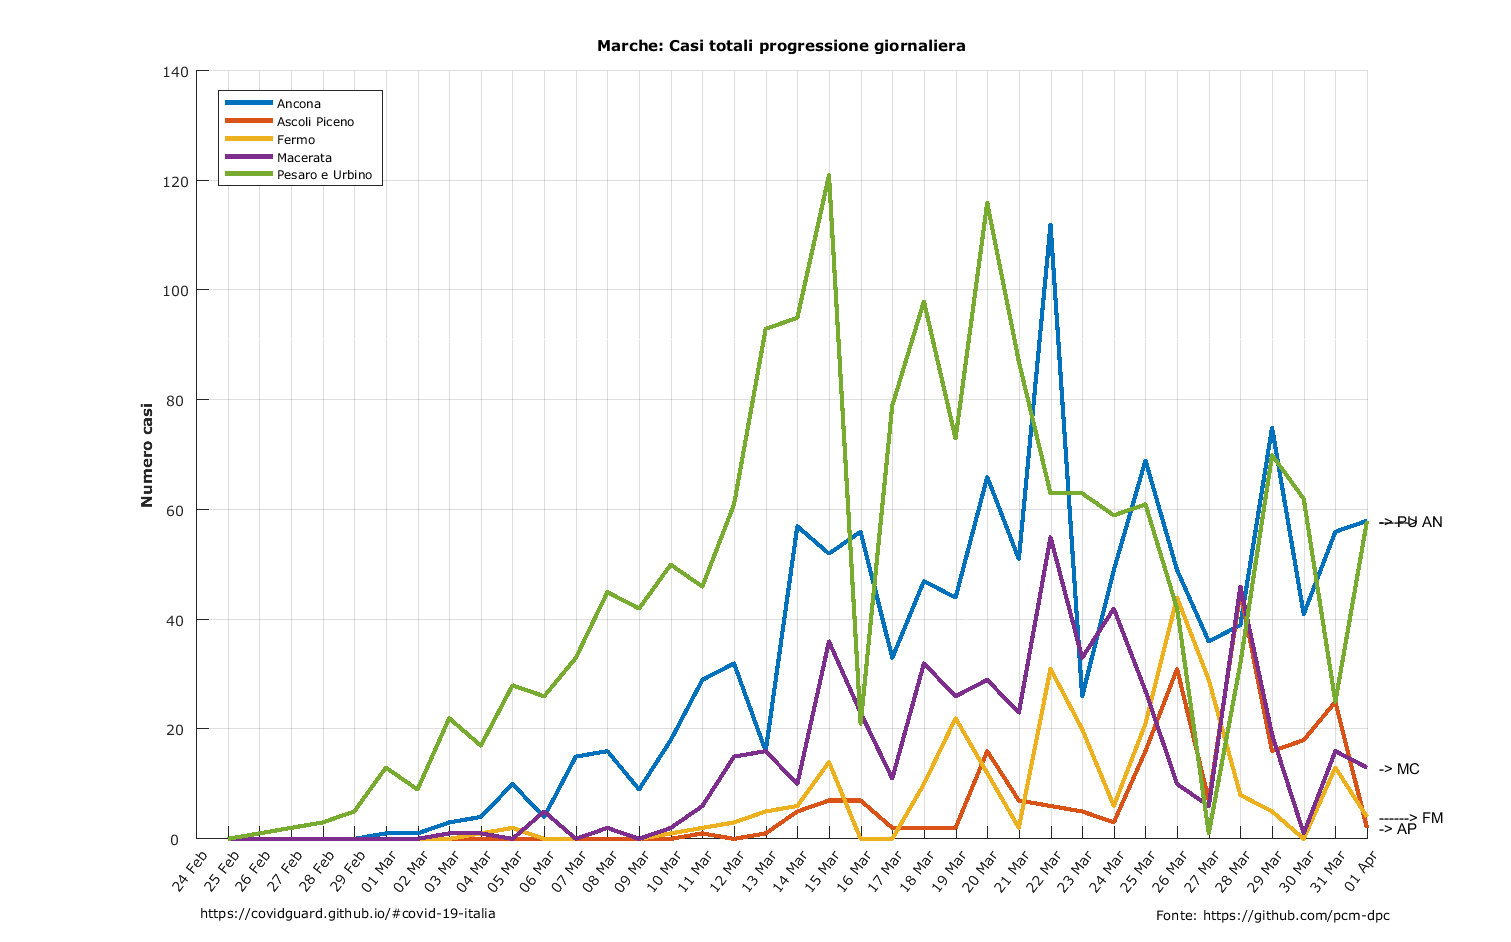 Marche: Casi totali progressione giornaliera
140
120
100
80
60
40
20
0
Numero casi
Ancona
Ascoli Piceno
Fermo
Macerata
Pesaro e Urbino
-> PU
AN
-> MC
------> FM
-> AP
24 Feb
25 Feb
26 Feb
27 Feb
28 Feb
29 Feb
01 Mar
02 Mar
03 Mar
04 Mar
05 Mar
06 Mar
07 Mar
08 Mar
09 Mar
10 Mar
11 Mar
12 Mar
13 Mar
14 Mar
15 Mar
16 Mar
17 Mar
18 Mar
19 Mar
20 Mar
21 Mar
22 Mar
23 Mar
24 Mar
25 Mar
26 Mar
27 Mar
28 Mar
29 Mar
30 Mar
31 Mar
01 Apr
https://covidguard.github.io/#covid-19-italia
Fonte: https://github.com/pcm-dpc